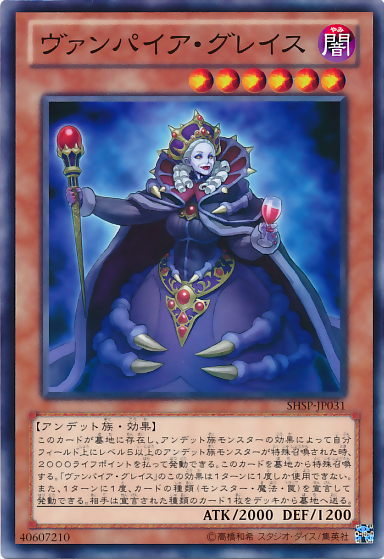 ヴァンパイア・グレイス
闇
SHSP-JP031
【アンデット族・効果】
このカードが墓地に存在し、アンデット族モンスターの効果によって自分
フィールド上にレベル5以上のアンデット族モンスターが特殊召喚された時、
2000ライフポイントを払って発動できる。このカードを墓地から特殊召喚
する。「ヴァンパイア・グレイス」のこの効果は1ターンに1度しか使用できない。
また、1ターンに1度、カードの種類(モンスター・魔法・罠)を宣言して
発動できる。相手は宣言された種類のカード1枚をデッキから墓地へ送る。
ATK/2000 DEF/1200
40607210
©高橋和希 スタジオ・ダイス/集英社